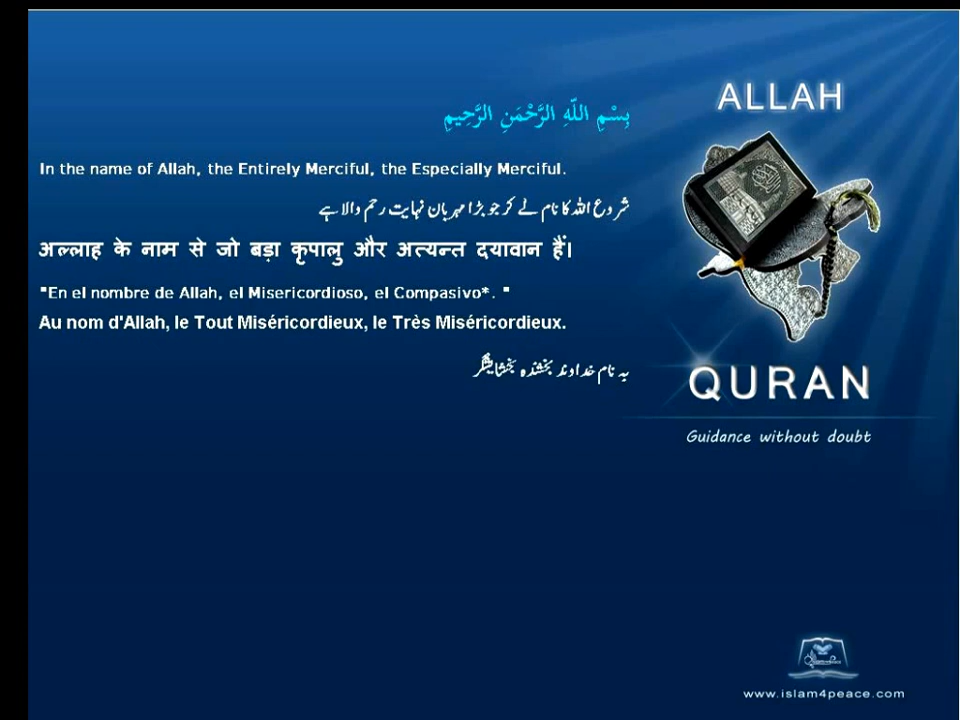 بِسْمِ اللّهِ الرَّحْمَنِ الرَّحِيمِ
In the name of Allah, the Entirely Merciful, the Especially Merciful.
شروع الله کا نام لے کر جو بڑا مہربان نہایت رحم والا ہے
अल्लाह के नाम से जो बड़ा कृपालु और अत्यन्त दयावान हैं।
"En el nombre de Allah, el Misericordioso, el Compasivo*. "
Au nom d'Allah, le Tout Miséricordieux, le Très Miséricordieux.
به نام خداوند بخشنده بخشایشگر
ALLAH
QURAN
Guidance without doubt
www.islam4peace.com